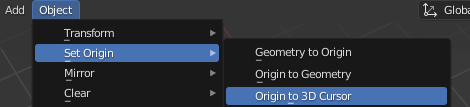 Add Object Globa
Transform
Set Origin
Mirror
Clear
Geometry to Origin
Origin to Geometry
Origin to 3D Cursor